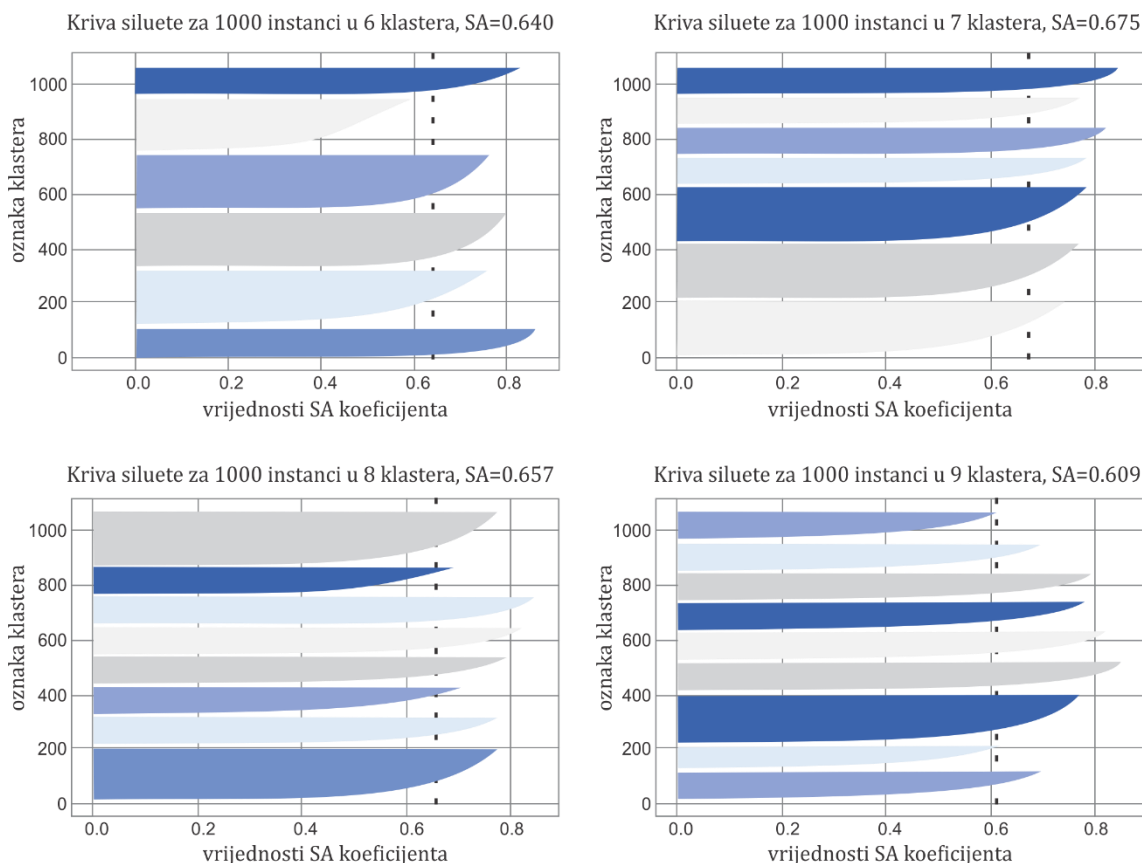 Kriva siluete za 1000 instanci u 6 klastera, SA=0.640
oznaka klastera
1000
800
600
400
200
0
0.0 0.2 0.4 0.6 0.8
vrijednosti SA koeficijenta
Kriva siluete za 1000 instanci u 7 klastera, SA=0.675
oznaka klastera
1000
800
600
400
200
0
0.0 0.2 0.4 0.6 0.8
vrijednosti SA koeficijenta
Kriva siluete za 1000 instanci u 8 klastera, SA=0.657
oznaka klastera
1000
800
600
400
200
0
0.0 0.2 0.4 0.6 0.8
vrijednosti SA koeficijenta
Kriva siluete za 1000 instanci u 9 klastera, SA=0.609
oznaka klastera
1000
800
600
400
200
0
0.0 0.2 0.4 0.6 0.8
vrijednosti SA koeficijenta